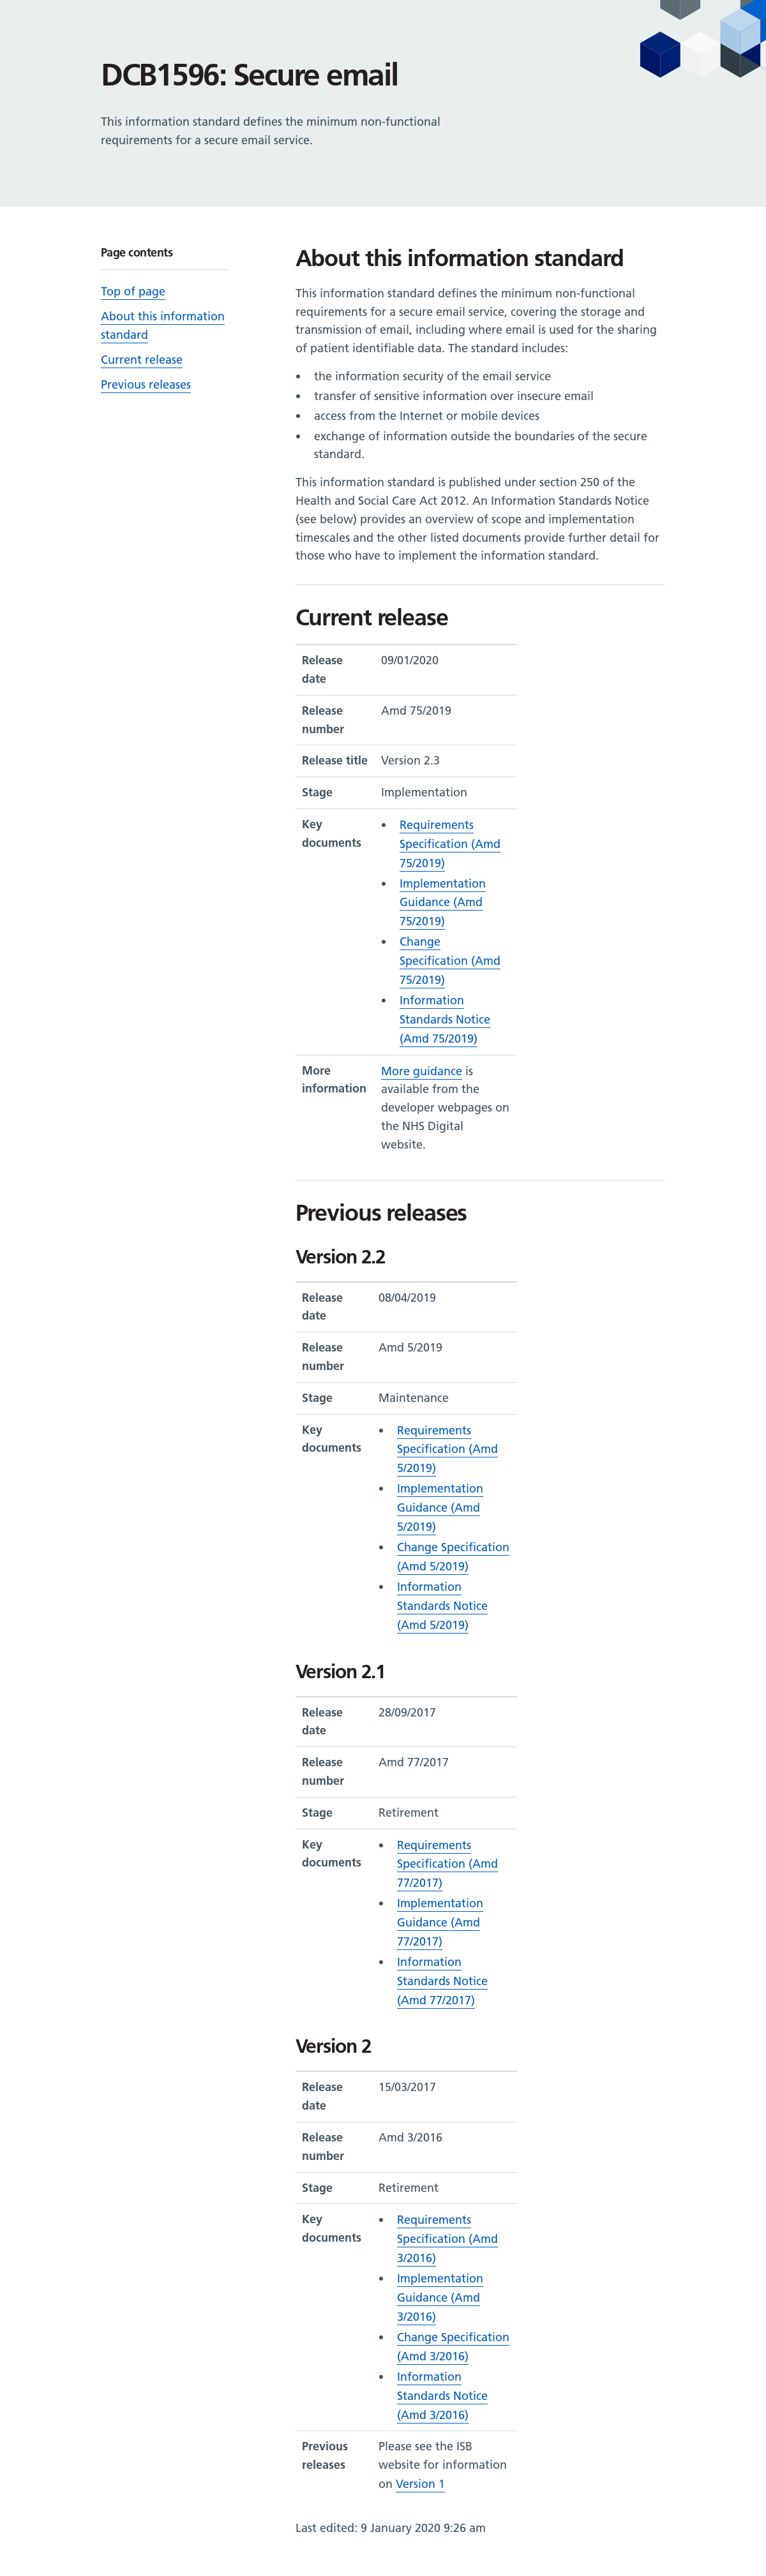 DCB1596: Secure email
This information standard defines the minimum non-functional
requirements for a secure email service.
Page contents
Top of page
About this information
standard
Current release
Previous releases
About this information standard
This information standard defines the minimum non-functional
requirements for a secure email service, covering the storage and
transmission of email, including where email is used for the sharing
of patient identifiable data. The standard includes:
• the information security of the email service
• transfer of sensitive information over insecure email
• access from the Internet or mobile devices
• exchange of information outside the boundaries of the secure
standard.
This information standard is published under section 250 of the
Health and Social Care Act 2012. An Information Standards Notice
(see below) provides an overview of scope and implementation
timescales and the other listed documents provide further detail for
those who have to implement the information standard.
Current release
Release 09/01/2020
date
Release Amd 75/2019
number
Release title Version 2.3
Stage Implementation
Key • Requirements
documents Specification (Amd
75/2019)
• Implementation
Guidance (Amd
75/2019)
• Change
Specification (Amd
75/2019)
• Information
Standards Notice
(Amd 75/2019)
More More guidance is
information available from the
developer webpages on
the NHS Digital
website.
Previous releases
Version 2.2
Release 08/04/2019
date
Release Amd 5/2019
number
Stage Maintenance
Key • Requirements
documents Specification (Amd
5/2019)
• Implementation
Guidance (Amd
5/2019)
• Change Specification
(Amd 5/2019)
• Information
Standards Notice
(Amd 5/2019)
Version 2.1
Release 28/09/2017
date
Release Amd 77/2017
number
Stage Retirement
Key • Requirements
documents Specification (Amd
77/2017)
• Implementation
Guidance (Amd
77/2017)
• Information
Standards Notice
(Amd 77/2017)
Version 2
Release 15/03/2017
date
Release Amd 3/2016
number
Stage Retirement
Key • Requirements
documents Specification (Amd
3/2016)
• Implementation
Guidance (Amd
3/2016)
• Change Specification
(Amd 3/2016)
• Information
Standards Notice
(Amd 3/2016)
Previous Please see the ISB
releases website for information
on Version 1
Last edited: 9 January 2020 9:26 am